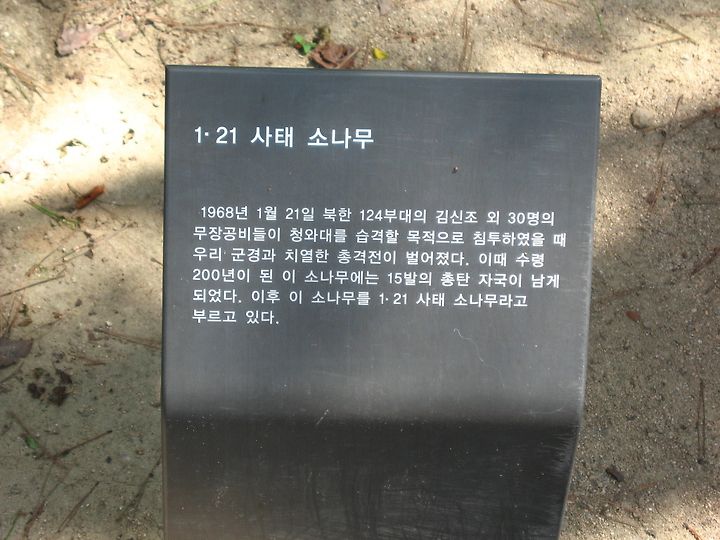 1·21 사태 소나무
1968년 1월 21일 북한 124부대의 김신조 외 30명의
무장공비들이 청와대를 습격할 목적으로 침투하였을 때
우리 군경과 치열한 총격전이 벌어졌다. 이때 수령
200년이 된 이 소나무에는 15발의 총탄 자국이 남게
되었다. 이후 이 소나무를 1·21 사태 소나무라고
부르고 있다.